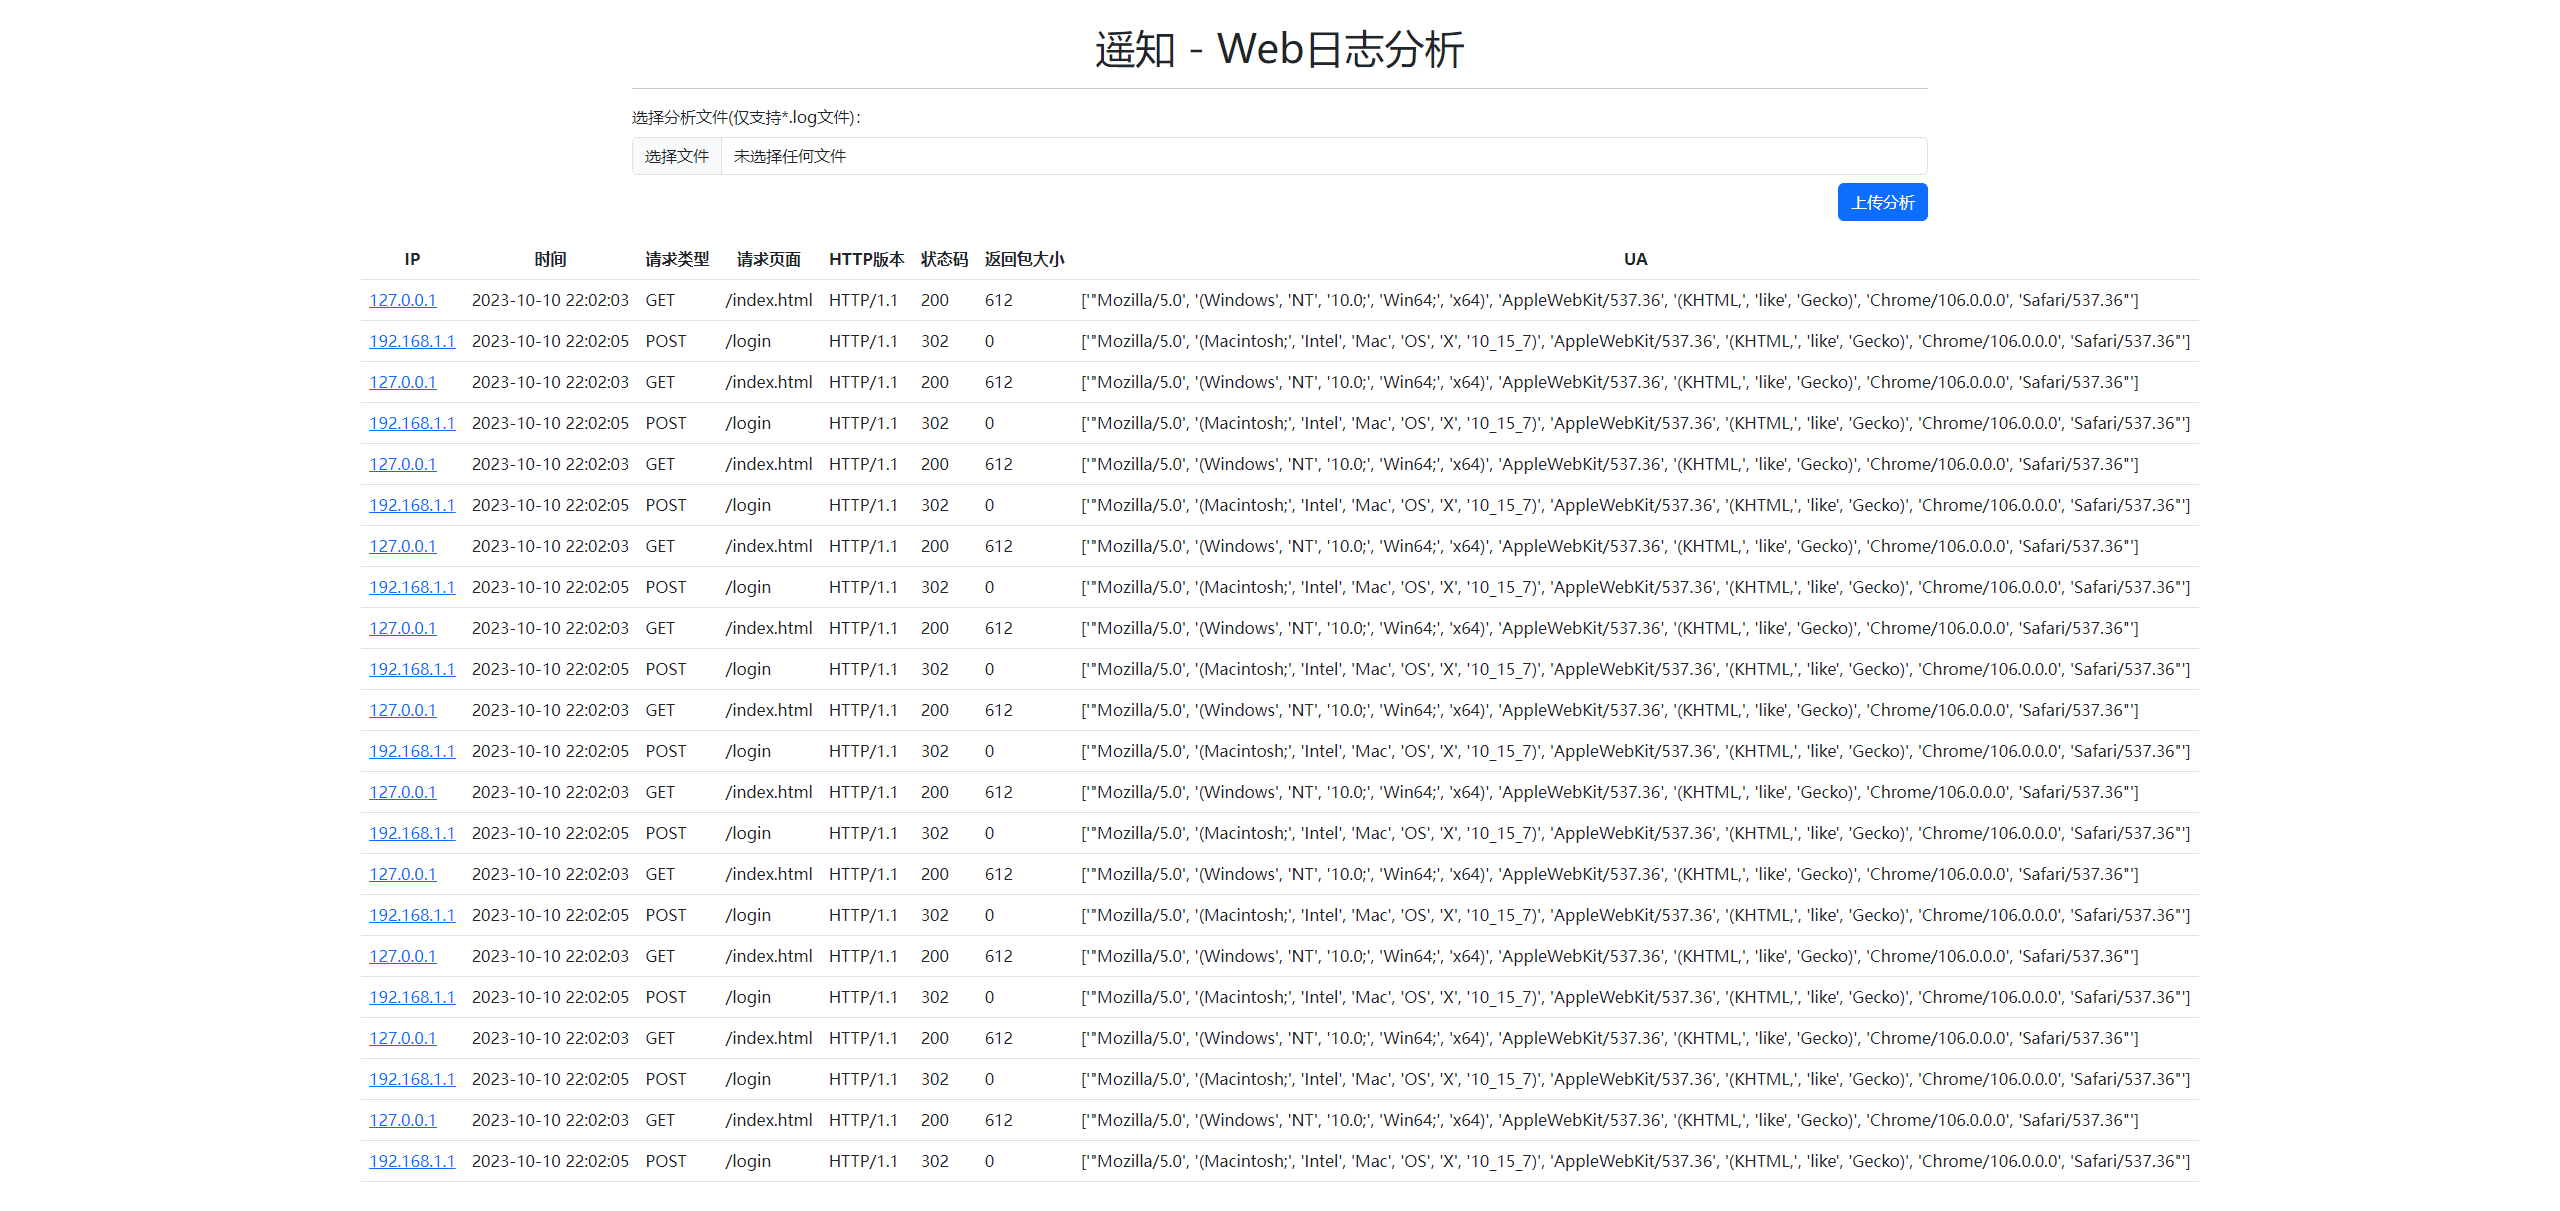 遥知 - Web日志分析
选择分析文件(仅支持*.log文件):
选择文件 未选择任何文件
上传分析
IP 时间 请求类型 请求页面 HTTP版本 状态码 返回包大小 UA
127.0.0.1 2023-10-10 22:02:03 GET /index.html HTTP/1.1 200 612 ['"Mozilla/5.0', '(Windows', 'NT', '10.0;', 'Win64;', 'x64)', 'AppleWebKit/537.36', '(KHTML,', 'like', 'Gecko)', 'Chrome/106.0.0.0', 'Safari/537.36"']
192.168.1.1 2023-10-10 22:02:05 POST /login HTTP/1.1 302 0 ['"Mozilla/5.0', '(Macintosh;', 'Intel', 'Mac', 'OS', 'X', '10_15_7)', 'AppleWebKit/537.36', '(KHTML,', 'like', 'Gecko)', 'Chrome/106.0.0.0', 'Safari/537.36"']
127.0.0.1 2023-10-10 22:02:03 GET /index.html HTTP/1.1 200 612 ['"Mozilla/5.0', '(Windows', 'NT', '10.0;', 'Win64;', 'x64)', 'AppleWebKit/537.36', '(KHTML,', 'like', 'Gecko)', 'Chrome/106.0.0.0', 'Safari/537.36"']
192.168.1.1 2023-10-10 22:02:05 POST /login HTTP/1.1 302 0 ['"Mozilla/5.0', '(Macintosh;', 'Intel', 'Mac', 'OS', 'X', '10_15_7)', 'AppleWebKit/537.36', '(KHTML,', 'like', 'Gecko)', 'Chrome/106.0.0.0', 'Safari/537.36"']
127.0.0.1 2023-10-10 22:02:03 GET /index.html HTTP/1.1 200 612 ['"Mozilla/5.0', '(Windows', 'NT', '10.0;', 'Win64;', 'x64)', 'AppleWebKit/537.36', '(KHTML,', 'like', 'Gecko)', 'Chrome/106.0.0.0', 'Safari/537.36"']
192.168.1.1 2023-10-10 22:02:05 POST /login HTTP/1.1 302 0 ['"Mozilla/5.0', '(Macintosh;', 'Intel', 'Mac', 'OS', 'X', '10_15_7)', 'AppleWebKit/537.36', '(KHTML,', 'like', 'Gecko)', 'Chrome/106.0.0.0', 'Safari/537.36"']
127.0.0.1 2023-10-10 22:02:03 GET /index.html HTTP/1.1 200 612 ['"Mozilla/5.0', '(Windows', 'NT', '10.0;', 'Win64;', 'x64)', 'AppleWebKit/537.36', '(KHTML,', 'like', 'Gecko)', 'Chrome/106.0.0.0', 'Safari/537.36"']
192.168.1.1 2023-10-10 22:02:05 POST /login HTTP/1.1 302 0 ['"Mozilla/5.0', '(Macintosh;', 'Intel', 'Mac', 'OS', 'X', '10_15_7)', 'AppleWebKit/537.36', '(KHTML,', 'like', 'Gecko)', 'Chrome/106.0.0.0', 'Safari/537.36"']
127.0.0.1 2023-10-10 22:02:03 GET /index.html HTTP/1.1 200 612 ['"Mozilla/5.0', '(Windows', 'NT', '10.0;', 'Win64;', 'x64)', 'AppleWebKit/537.36', '(KHTML,', 'like', 'Gecko)', 'Chrome/106.0.0.0', 'Safari/537.36"']
192.168.1.1 2023-10-10 22:02:05 POST /login HTTP/1.1 302 0 ['"Mozilla/5.0', '(Macintosh;', 'Intel', 'Mac', 'OS', 'X', '10_15_7)', 'AppleWebKit/537.36', '(KHTML,', 'like', 'Gecko)', 'Chrome/106.0.0.0', 'Safari/537.36"']
127.0.0.1 2023-10-10 22:02:03 GET /index.html HTTP/1.1 200 612 ['"Mozilla/5.0', '(Windows', 'NT', '10.0;', 'Win64;', 'x64)', 'AppleWebKit/537.36', '(KHTML,', 'like', 'Gecko)', 'Chrome/106.0.0.0', 'Safari/537.36"']
192.168.1.1 2023-10-10 22:02:05 POST /login HTTP/1.1 302 0 ['"Mozilla/5.0', '(Macintosh;', 'Intel', 'Mac', 'OS', 'X', '10_15_7)', 'AppleWebKit/537.36', '(KHTML,', 'like', 'Gecko)', 'Chrome/106.0.0.0', 'Safari/537.36"']
127.0.0.1 2023-10-10 22:02:03 GET /index.html HTTP/1.1 200 612 ['"Mozilla/5.0', '(Windows', 'NT', '10.0;', 'Win64;', 'x64)', 'AppleWebKit/537.36', '(KHTML,', 'like', 'Gecko)', 'Chrome/106.0.0.0', 'Safari/537.36"']
192.168.1.1 2023-10-10 22:02:05 POST /login HTTP/1.1 302 0 ['"Mozilla/5.0', '(Macintosh;', 'Intel', 'Mac', 'OS', 'X', '10_15_7)', 'AppleWebKit/537.36', '(KHTML,', 'like', 'Gecko)', 'Chrome/106.0.0.0', 'Safari/537.36"']
127.0.0.1 2023-10-10 22:02:03 GET /index.html HTTP/1.1 200 612 ['"Mozilla/5.0', '(Windows', 'NT', '10.0;', 'Win64;', 'x64)', 'AppleWebKit/537.36', '(KHTML,', 'like', 'Gecko)', 'Chrome/106.0.0.0', 'Safari/537.36"']
192.168.1.1 2023-10-10 22:02:05 POST /login HTTP/1.1 302 0 ['"Mozilla/5.0', '(Macintosh;', 'Intel', 'Mac', 'OS', 'X', '10_15_7)', 'AppleWebKit/537.36', '(KHTML,', 'like', 'Gecko)', 'Chrome/106.0.0.0', 'Safari/537.36"']
127.0.0.1 2023-10-10 22:02:03 GET /index.html HTTP/1.1 200 612 ['"Mozilla/5.0', '(Windows', 'NT', '10.0;', 'Win64;', 'x64)', 'AppleWebKit/537.36', '(KHTML,', 'like', 'Gecko)', 'Chrome/106.0.0.0', 'Safari/537.36"']
192.168.1.1 2023-10-10 22:02:05 POST /login HTTP/1.1 302 0 ['"Mozilla/5.0', '(Macintosh;', 'Intel', 'Mac', 'OS', 'X', '10_15_7)', 'AppleWebKit/537.36', '(KHTML,', 'like', 'Gecko)', 'Chrome/106.0.0.0', 'Safari/537.36"']
127.0.0.1 2023-10-10 22:02:03 GET /index.html HTTP/1.1 200 612 ['"Mozilla/5.0', '(Windows', 'NT', '10.0;', 'Win64;', 'x64)', 'AppleWebKit/537.36', '(KHTML,', 'like', 'Gecko)', 'Chrome/106.0.0.0', 'Safari/537.36"']
192.168.1.1 2023-10-10 22:02:05 POST /login HTTP/1.1 302 0 ['"Mozilla/5.0', '(Macintosh;', 'Intel', 'Mac', 'OS', 'X', '10_15_7)', 'AppleWebKit/537.36', '(KHTML,', 'like', 'Gecko)', 'Chrome/106.0.0.0', 'Safari/537.36"']
127.0.0.1 2023-10-10 22:02:03 GET /index.html HTTP/1.1 200 612 ['"Mozilla/5.0', '(Windows', 'NT', '10.0;', 'Win64;', 'x64)', 'AppleWebKit/537.36', '(KHTML,', 'like', 'Gecko)', 'Chrome/106.0.0.0', 'Safari/537.36"']
192.168.1.1 2023-10-10 22:02:05 POST /login HTTP/1.1 302 0 ['"Mozilla/5.0', '(Macintosh;', 'Intel', 'Mac', 'OS', 'X', '10_15_7)', 'AppleWebKit/537.36', '(KHTML,', 'like', 'Gecko)', 'Chrome/106.0.0.0', 'Safari/537.36"']